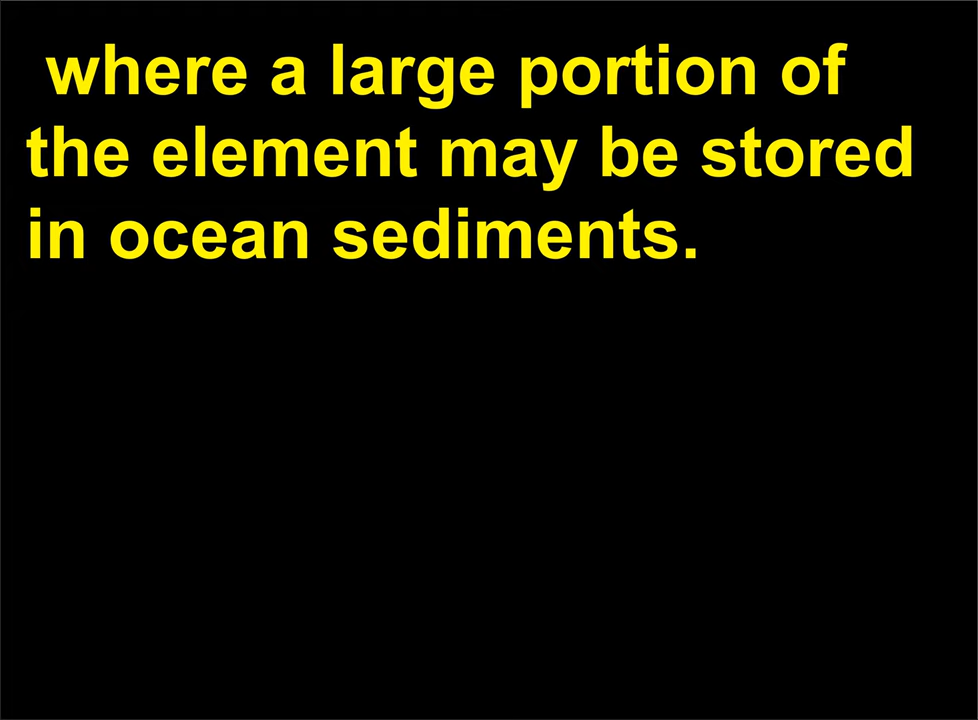 where a large portion of
the element may be stored
in ocean sediments.